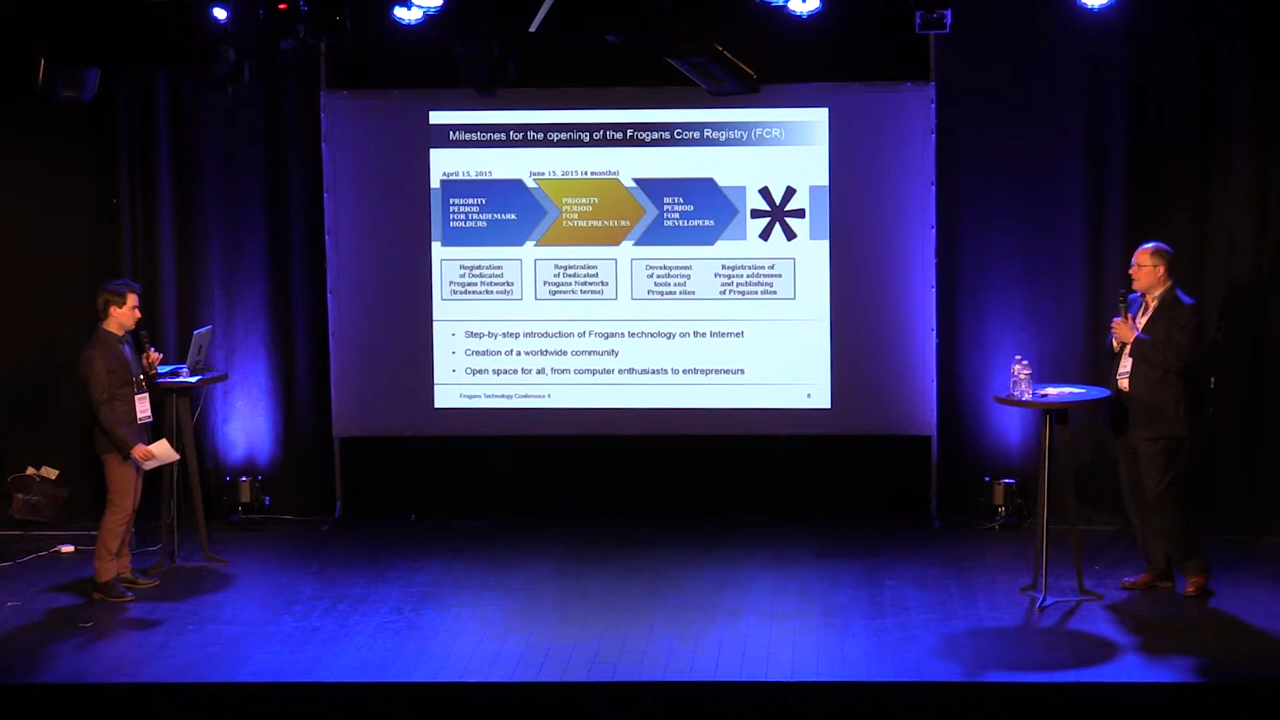 Milestones for the opening of the Frogans Core Registry (FCR)
April 15, 2015
June 15, 2015 (4 months)
PRIORITY
PERIOD
FOR TRADEMARK
HOLDERS
PRIORITY
PERIOD
FOR
ENTREPRENEURS
BETA
PERIOD
FOR
DEVELOPERS
Registration
of Dedicated
Frogans Networks
(trademarks only)
Registration
of Dedicated
Frogans Networks
(generic terms)
Development
of authoring
tools and
Frogans sites
Registration of
Frogans addresses
and publishing
of Frogans sites
• Step-by-step introduction of Frogans technology on the Internet
• Creation of a worldwide community
• Open space for all, from computer enthusiasts to entrepreneurs
Frogans Technology Conference 4
6